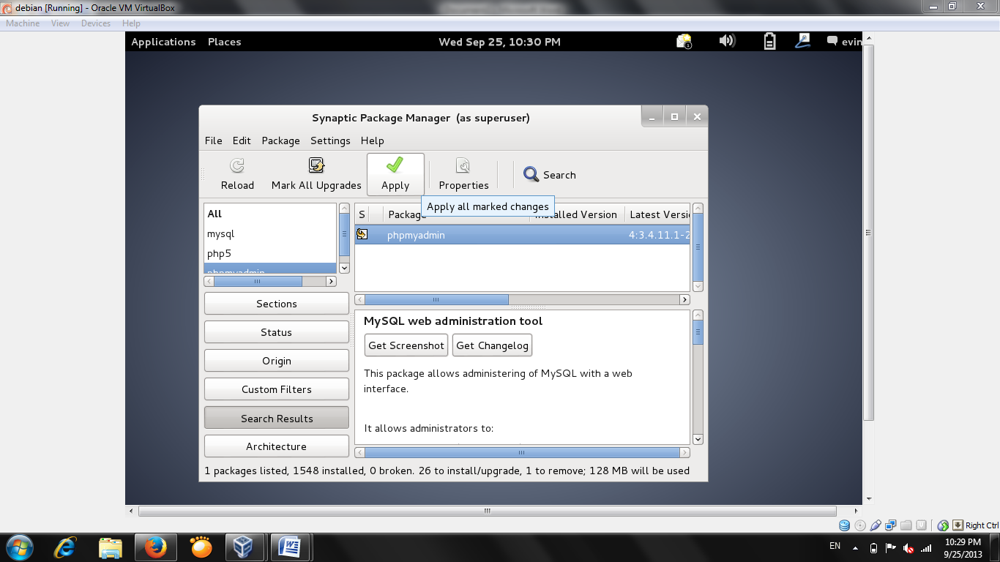 debian [Running] - Oracle VM VirtualBox
Machine View Devices Help
Applications Places Wed Sep 25, 10:30 PM evin
Synaptic Package Manager (as superuser)
File Edit Package Settings Help
Reload Mark All Upgrades Apply Properties Search
Apply all marked changes
All
mysql
php5
phpmyadmin
S Package Installed Version Latest Versi
phpmyadmin 4:3.4.11.1-2
Sections
Status
Origin
Custom Filters
Search Results
Architecture
MySQL web administration tool
Get Screenshot Get Changelog
This package allows administering of MySQL with a web
interface.
It allows administrators to:
1 packages listed, 1548 installed, 0 broken. 26 to install/upgrade, 1 to remove; 128 MB will be used
Right Ctrl
EN 10:29 PM
9/25/2013